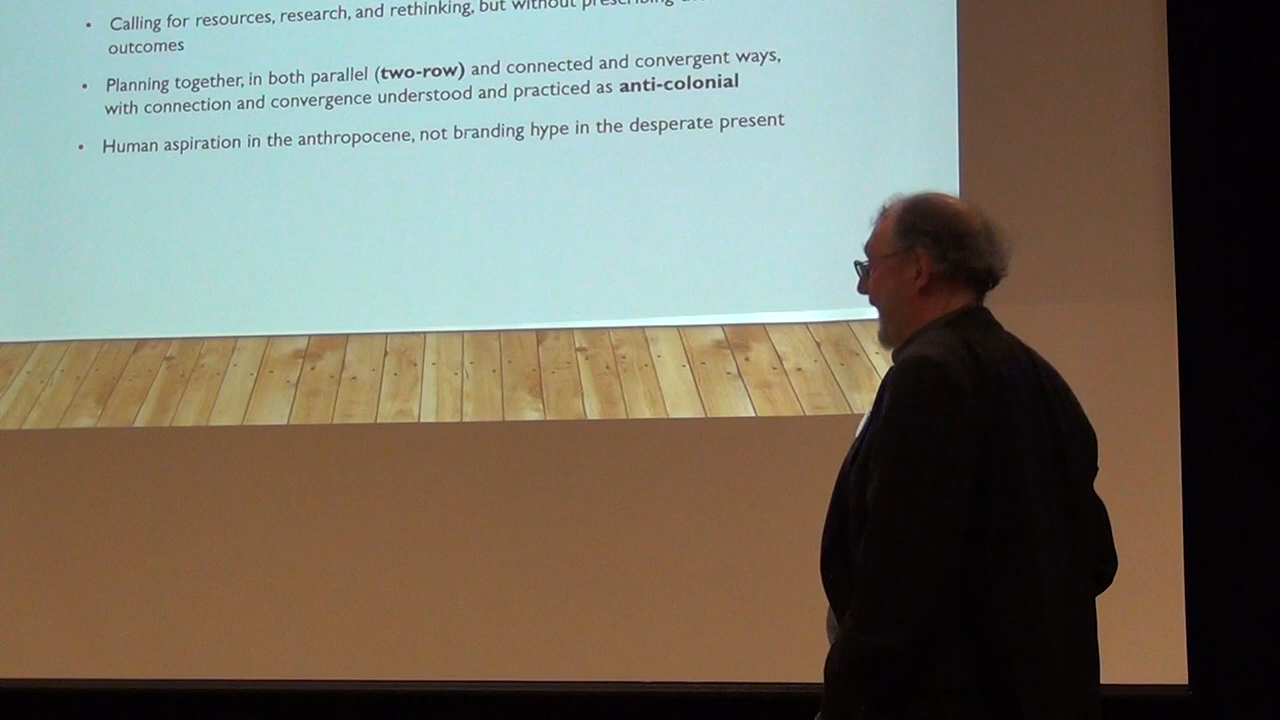 Calling for resources, research, and rethinking, but without prescribing
outcomes
Planning together, in both parallel (two-row) and connected and convergent ways,
with connection and convergence understood and practiced as anti-colonial
Human aspiration in the anthropocene, not branding hype in the desperate present